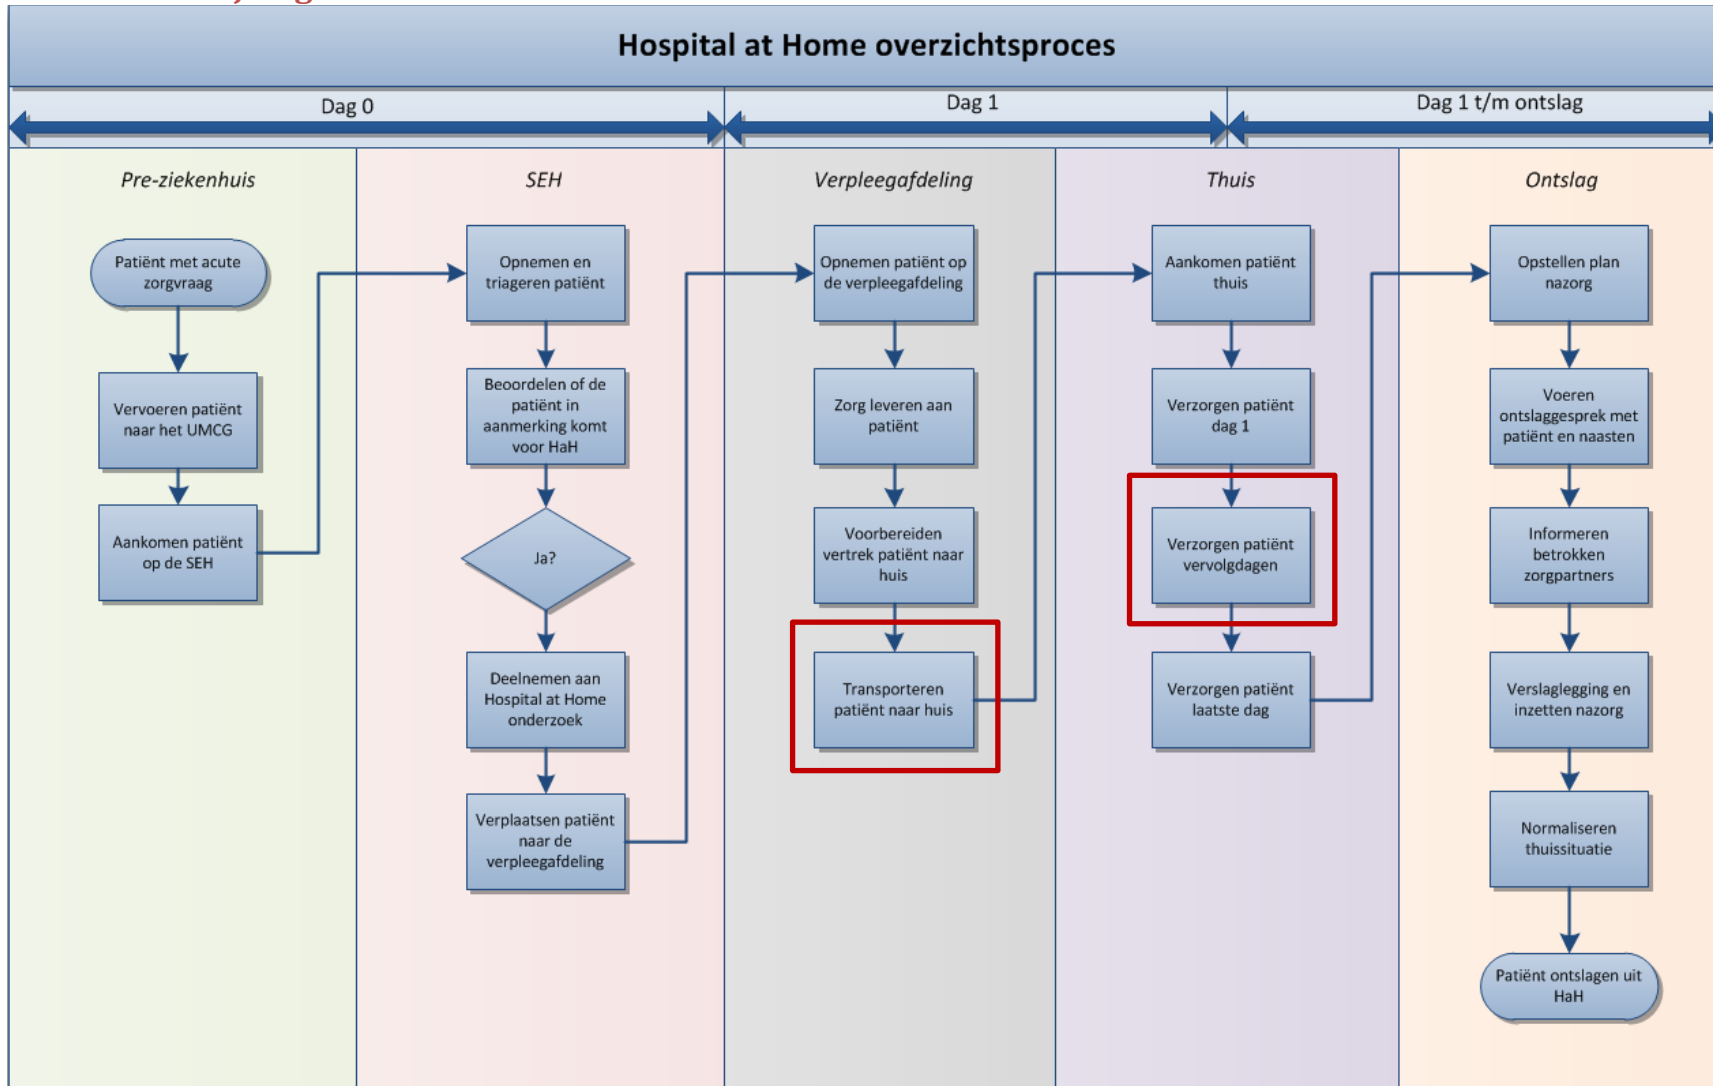 Hospital at Home overzichtsproces
Dag 0
Dag 1
Dag 1 t/m ontslag
Pre-ziekenhuis
SEH
Verpleegafdeling
Thuis
Ontslag
Patiënt met acute
zorgvraag
Vervoeren patiënt
naar het UMCG
Aankomen patiënt
op de SEH
Opnemen en
triageren patiënt
Beoordelen of de
patiënt in
aanmerking komt
voor HaH
Ja?
Deelnemen aan
Hospital at Home
onderzoek
Verplaatsen patiënt
naar de
verpleegafdeling
Opnemen patiënt op
de verpleegafdeling
Zorg leveren aan
patiënt
Voorbereiden
vertrek patiënt naar
huis
Transporteren
patiënt naar huis
Aankomen patiënt
thuis
Verzorgen patiënt
dag 1
Verzorgen patiënt
vervolgdagen
Verzorgen patiënt
laatste dag
Opstellen plan
nazorg
Voeren
ontslaggesprek met
patiënt en naasten
Informeren
betrokken
zorgpartners
Verslaglegging en
inzetten nazorg
Normaliseren
thuissituatie
Patiënt ontslagen uit
HaH